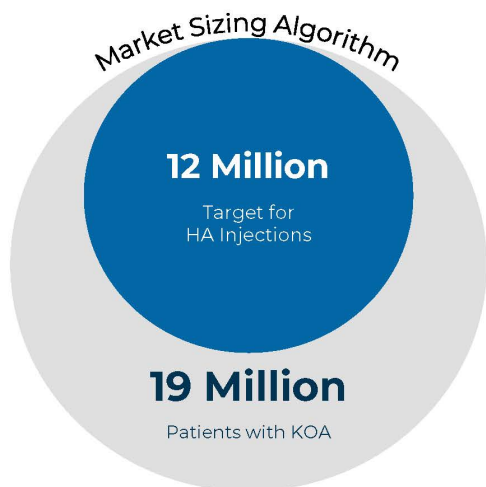 Market Sizing Algorithm
12 Million
Target for
HA Injections
19 Million
Patients with KOA